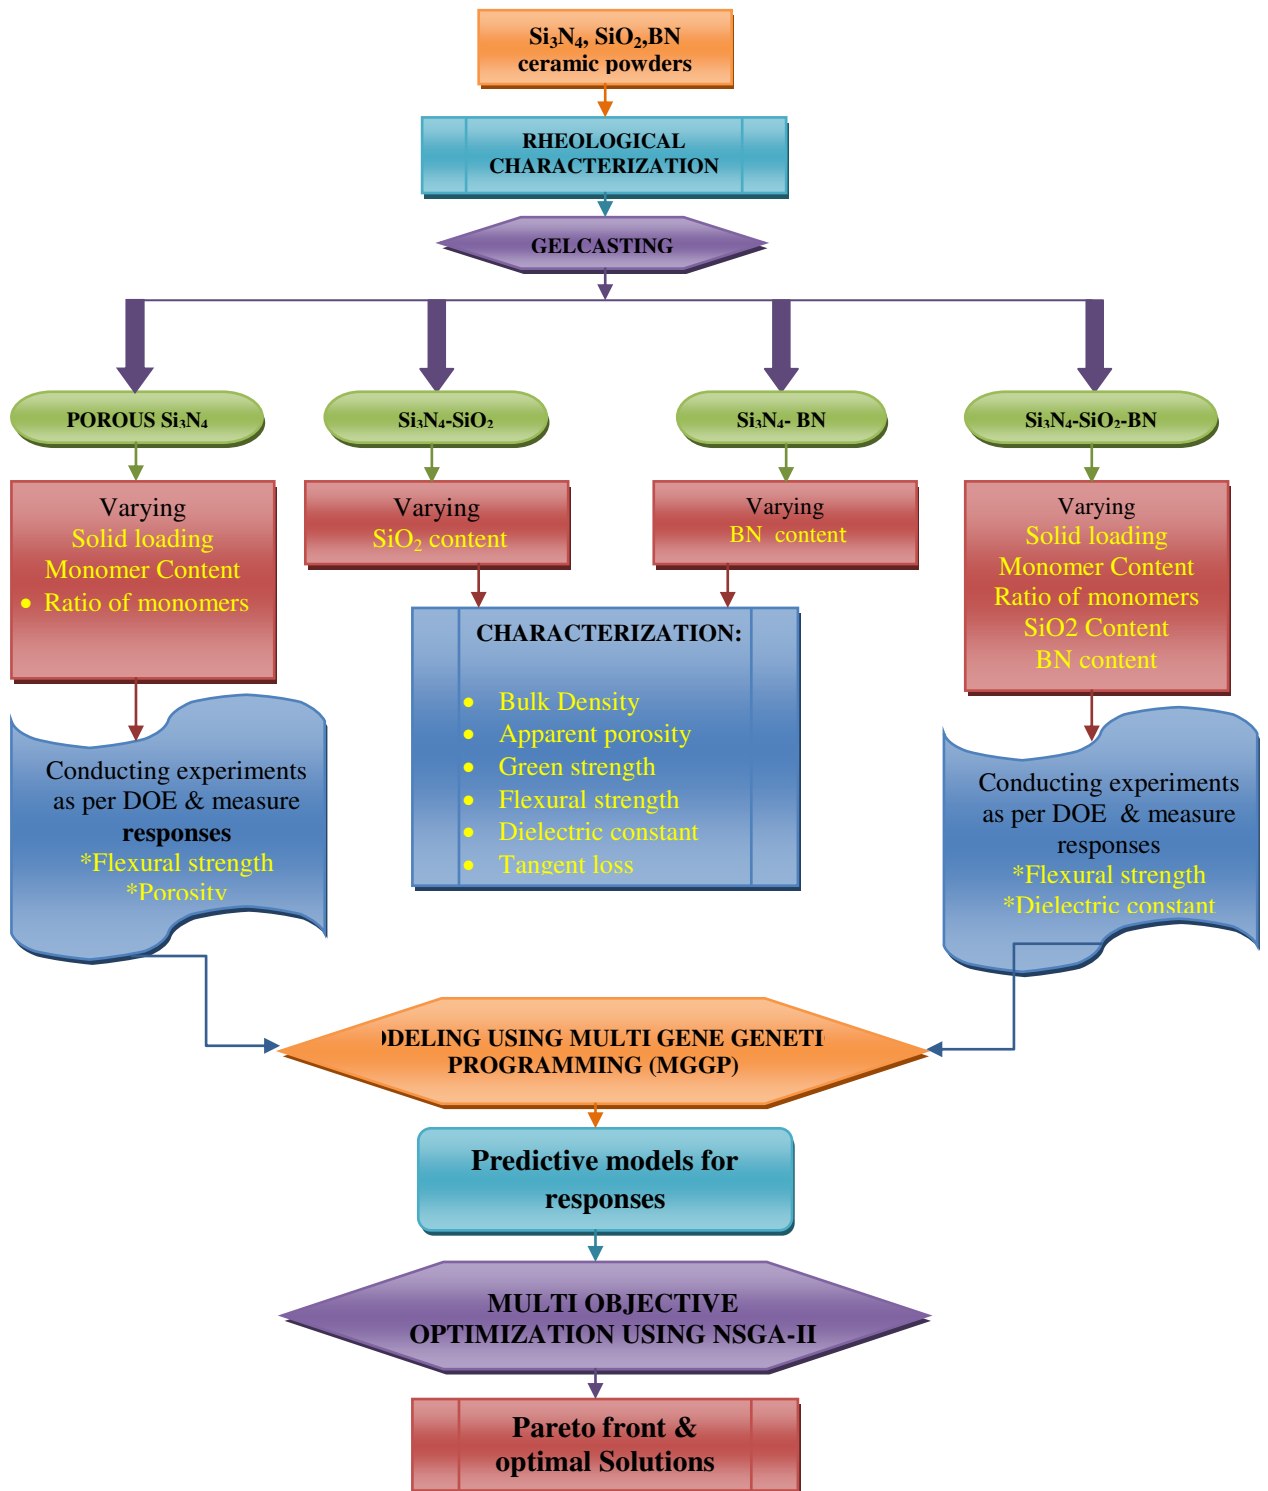 Si₃N₄, SiO₂,BN
ceramic powders
RHEOLOGICAL
CHARACTERIZATION
GELCASTING
POROUS Si₃N₄
Si₃N₄-SiO₂
Si₃N₄- BN
Si₃N₄-SiO₂-BN
Varying
Solid loading
Monomer Content
• Ratio of monomers
Varying
SiO₂ content
Varying
BN content
Varying
Solid loading
Monomer Content
Ratio of monomers
SiO2 Content
BN content
CHARACTERIZATION:
• Bulk Density
• Apparent porosity
• Green strength
• Flexural strength
• Dielectric constant
• Tangent loss
Conducting experiments
as per DOE & measure
responses
*Flexural strength
*Porosity
Conducting experiments
as per DOE & measure
responses
*Flexural strength
*Dielectric constant
ODELING USING MULTI GENE GENETI
PROGRAMMING (MGGP)
Predictive models for
responses
MULTI OBJECTIVE
OPTIMIZATION USING NSGA-II
Pareto front &
optimal Solutions